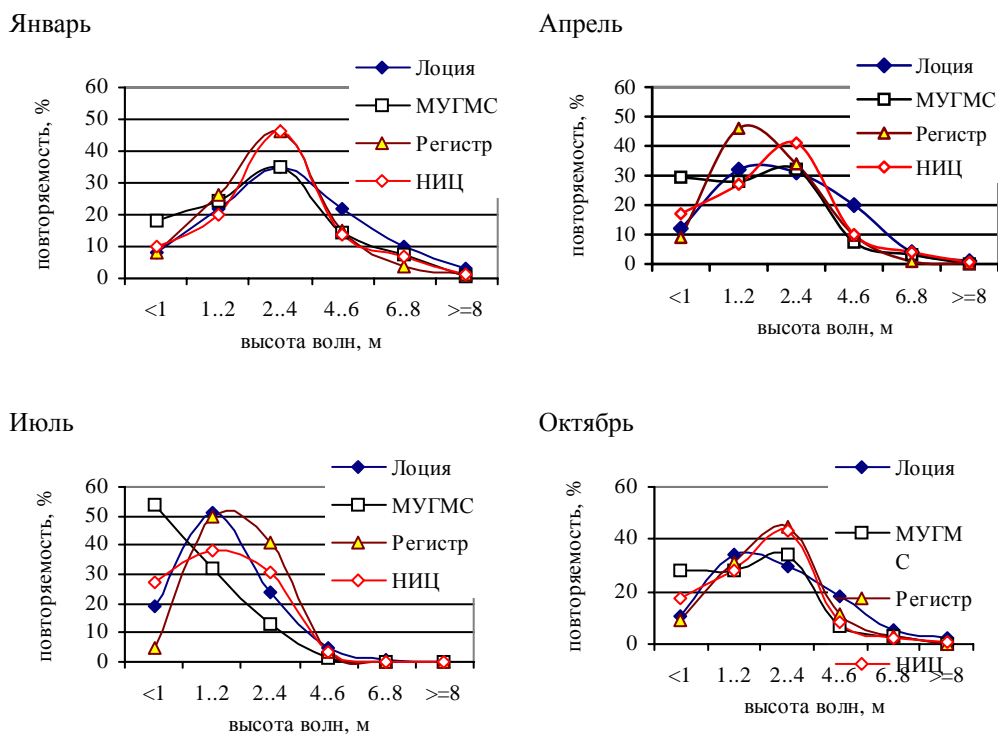 Январь
повторяемость, %
60
50
40
30
20
10
0
<1 1..2 2..4 4..6 6..8 >=8
высота волн, м
Лоция
МУГМС
Регистр
НИЦ
Апрель
повторяемость, %
60
50
40
30
20
10
0
<1 1..2 2..4 4..6 6..8 >=8
высота волн, м
Лоция
МУГМС
Регистр
НИЦ
Июль
повторяемость, %
60
50
40
30
20
10
0
<1 1..2 2..4 4..6 6..8 >=8
высота волн, м
Лоция
МУГМС
Регистр
НИЦ
Октябрь
повторяемость, %
60
40
20
0
<1 1..2 2..4 4..6 6..8 >=8
высота волн, м
Лоция
МУГМ
С
Регистр
НИЦ